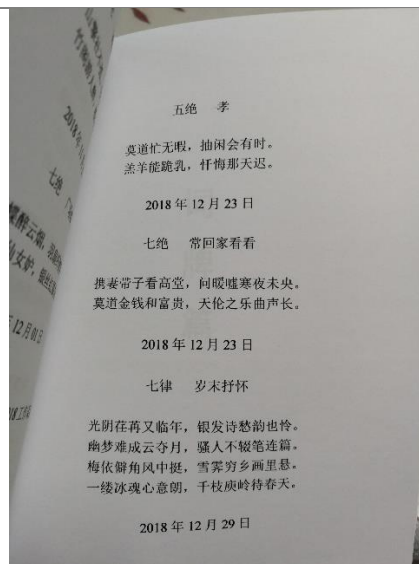 五绝 孝
莫道忙无暇，抽闲会有时。
羔羊能跪乳，忏悔那天迟。
2018 年 12 月 23 日
七绝 常回家看看
携妻带子看高堂，问暖嘘寒夜未央。
莫道金钱和富贵，天伦之乐曲声长。
2018 年 12 月 23 日
七律 岁末抒怀
光阴荏苒又临年，银发诗愁韵也怜。
幽梦难成云夺月，骚人不辍笔连篇。
梅依僻角风中挺，雪霁穷乡画里悬。
一缕冰魂心意朗，千枝庾岭待春天。
2018 年 12 月 29 日